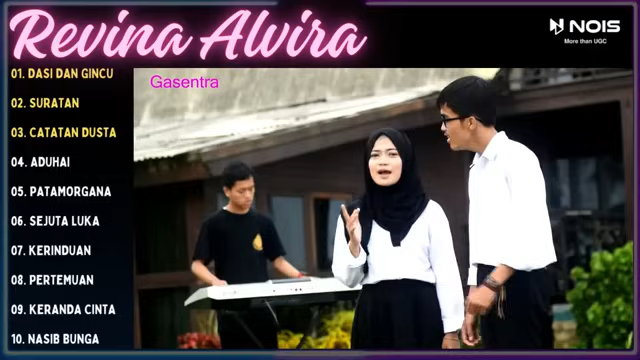 Revina Alvira
NOIS
More than UGC
01. DASI DAN GINCU
02. SURATAN
03. CATATAN DUSTA
04. ADUHAI
05. PATAMORGANA
06. SEJUTA LUKA
07. KERINDUAN
08. PERTEMUAN
09. KERANDA CINTA
10. NASIB BUNGA
Gasentra